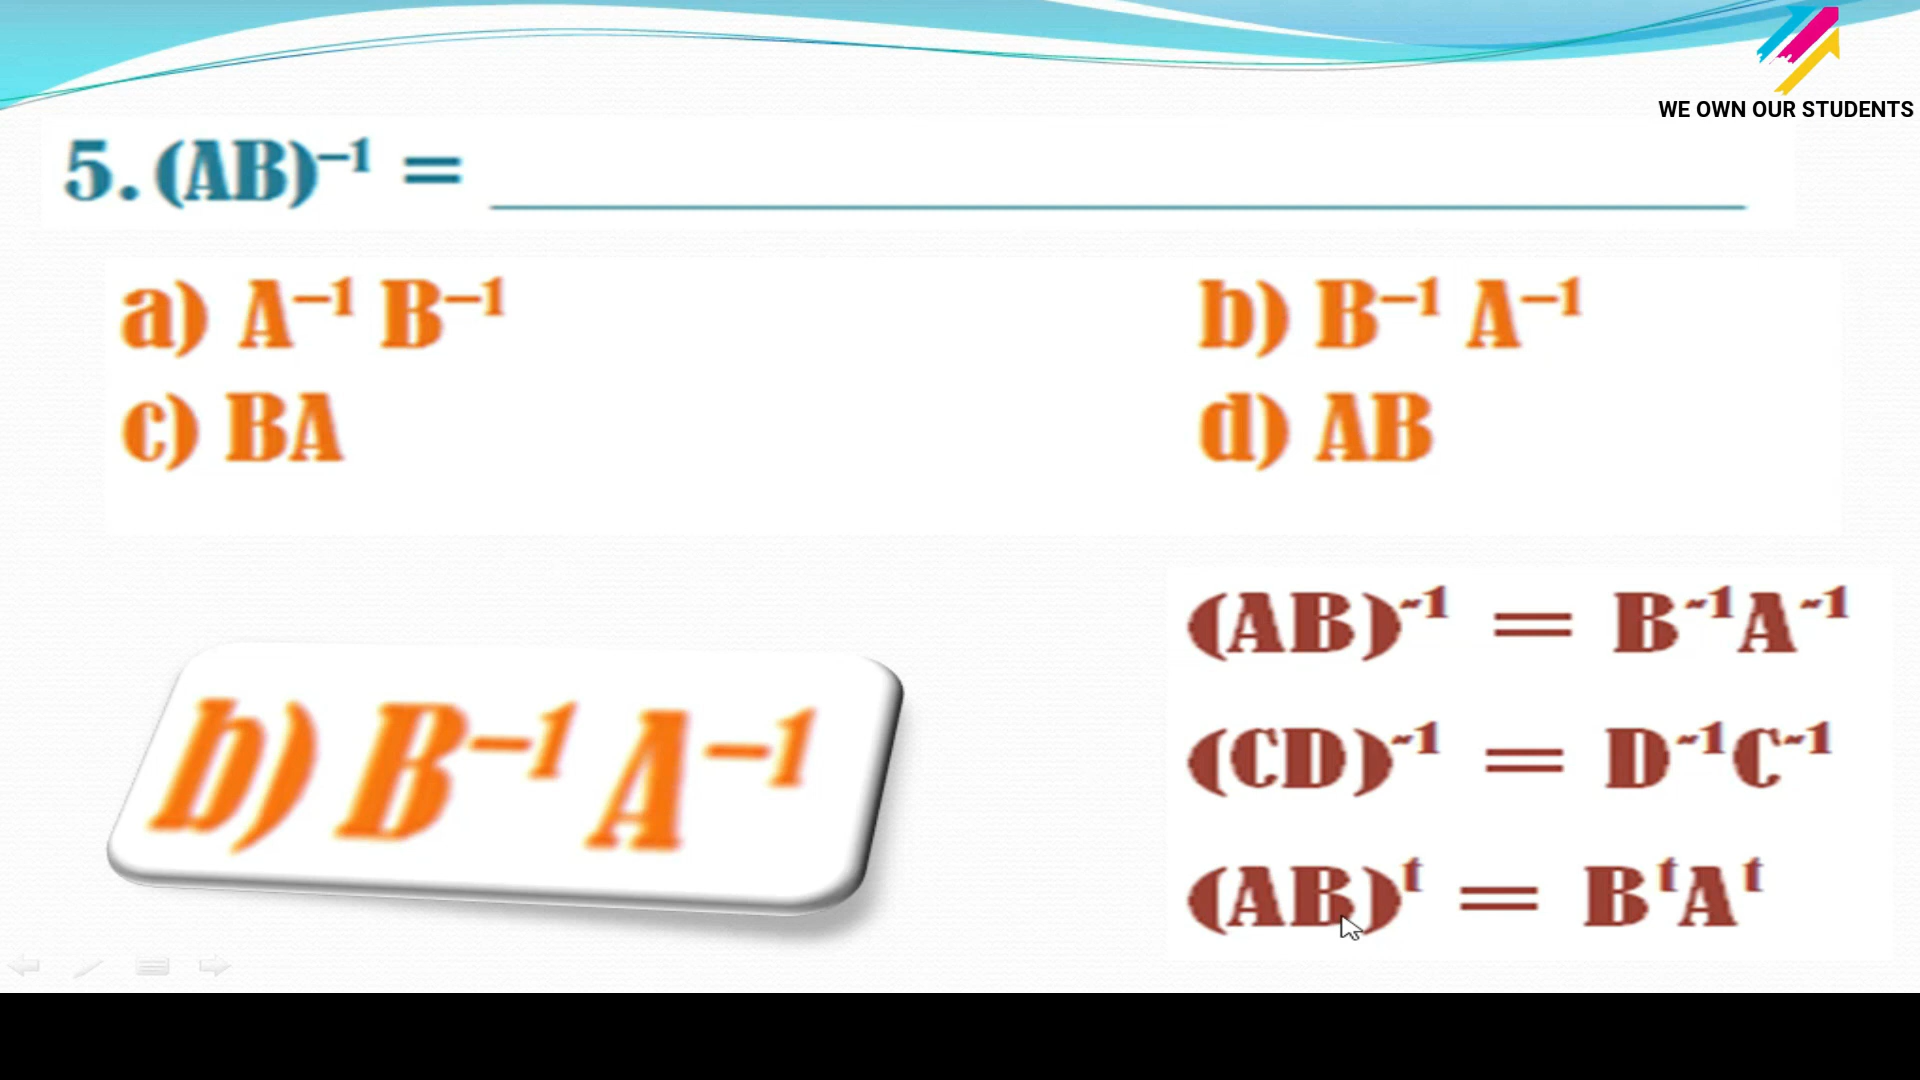 WE OWN OUR STUDENTS
5. (AB)⁻¹ = ____________________
a) A⁻¹ B⁻¹
b) B⁻¹ A⁻¹
c) BA
d) AB
b) B⁻¹ A⁻¹
(AB)⁻¹ = B⁻¹A⁻¹
(CD)⁻¹ = D⁻¹C⁻¹
(AB)ᵗ = BᵗAᵗ